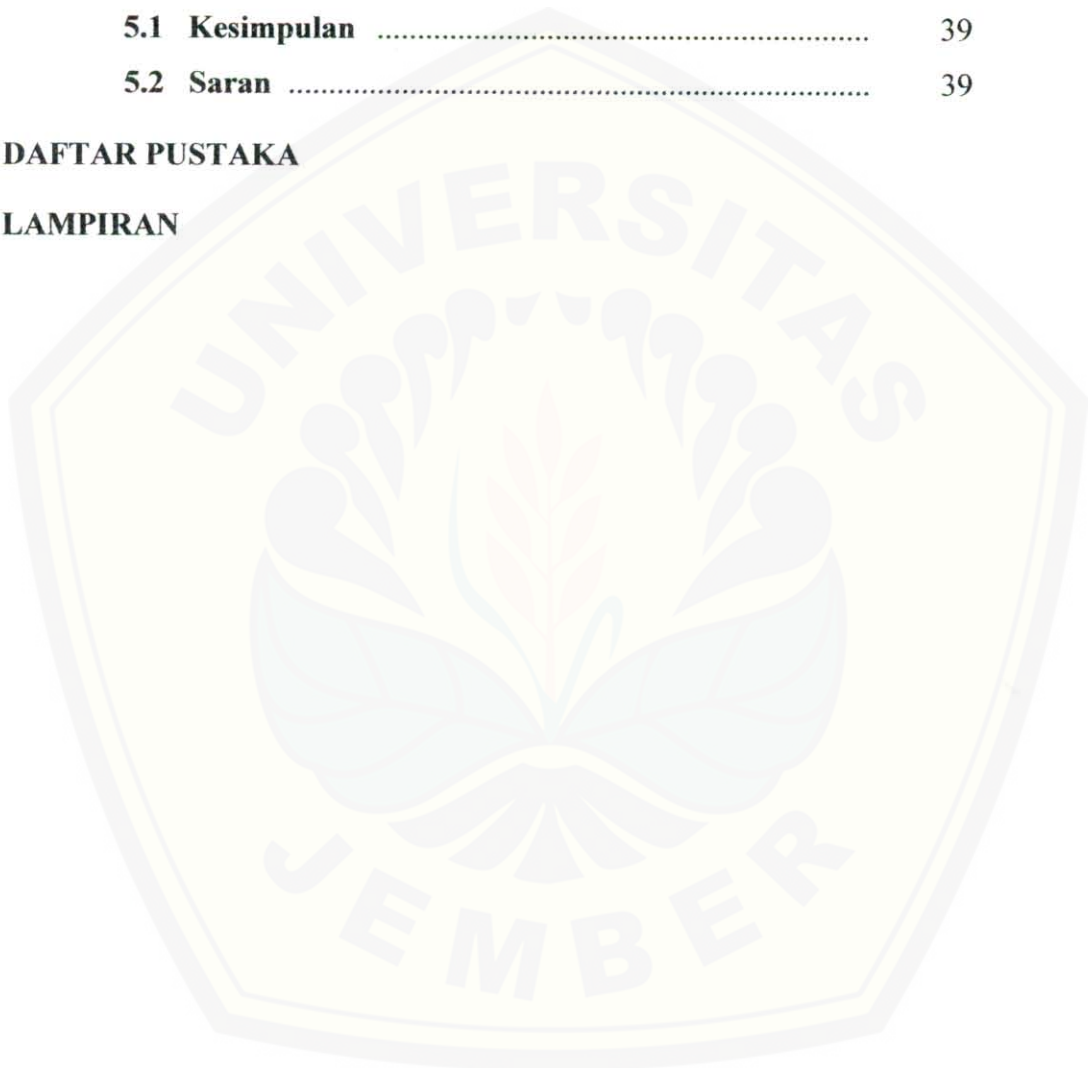 5.1 Kesimpulan ............................................................ 39
5.2 Saran ....................................................................... 39
DAFTAR PUSTAKA
LAMPIRAN
UNIVERSITAS
JEMBER